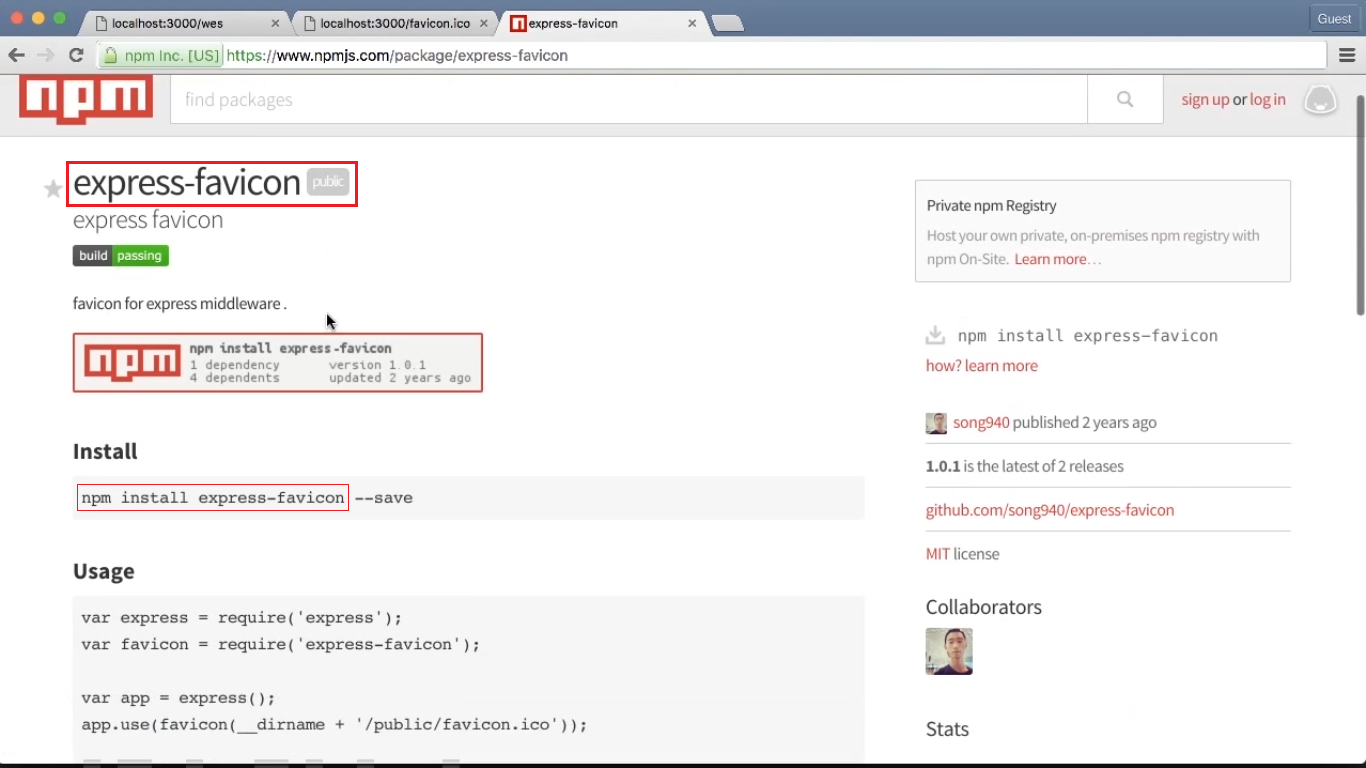 localhost:3000/wes
localhost:3000/favicon.ico
express-favicon
Guest
npm Inc. [US] https://www.npmjs.com/package/express-favicon
npm
find packages
sign up or log in
express-favicon public
express favicon
build passing
favicon for express middleware .
npm
npm install express-favicon
1 dependency version 1.0.1
4 dependents updated 2 years ago
Install
npm install express-favicon --save
Usage
var express = require('express');
var favicon = require('express-favicon');
var app = express();
app.use(favicon(__dirname + '/public/favicon.ico'));
Private npm Registry
Host your own private, on-premises npm registry with
npm On-Site. Learn more…
npm install express-favicon
how? learn more
song940 published 2 years ago
1.0.1 is the latest of 2 releases
github.com/song940/express-favicon
MIT license
Collaborators
Stats